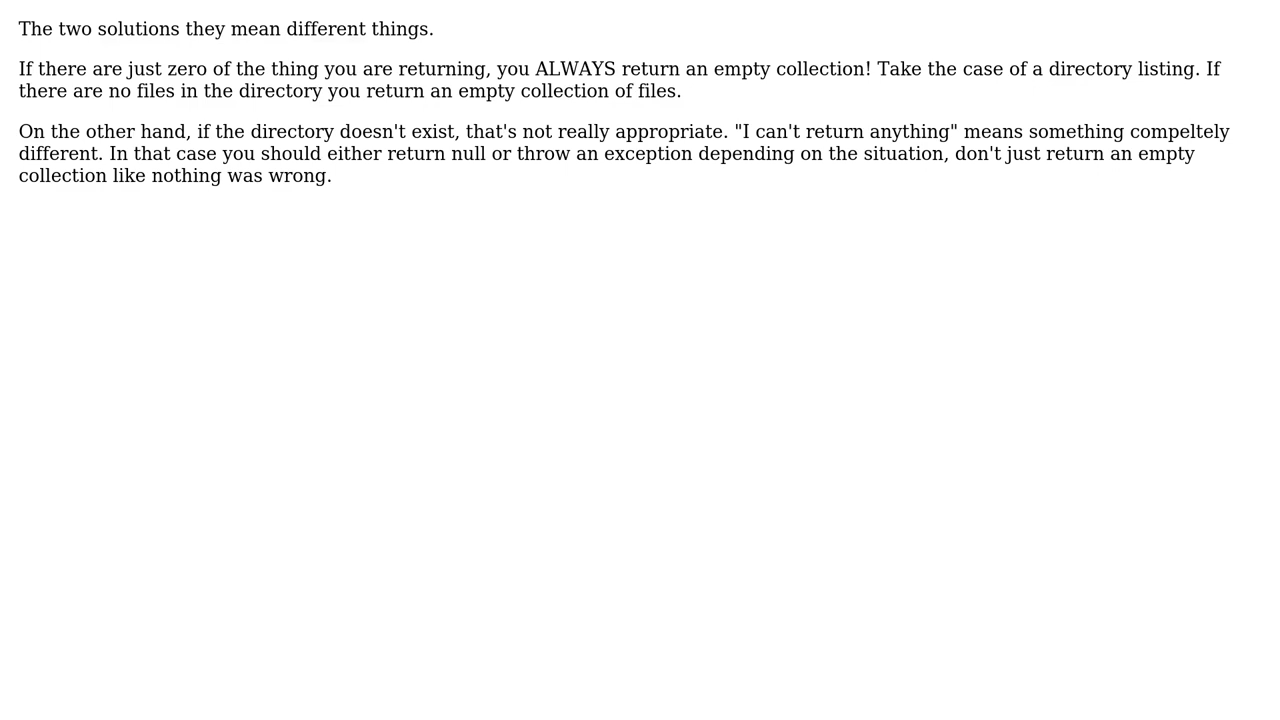 The two solutions they mean different things.
If there are just zero of the thing you are returning, you ALWAYS return an empty collection! Take the case of a directory listing. If
there are no files in the directory you return an empty collection of files.
On the other hand, if the directory doesn't exist, that's not really appropriate. "I can't return anything" means something compeltely
different. In that case you should either return null or throw an exception depending on the situation, don't just return an empty
collection like nothing was wrong.